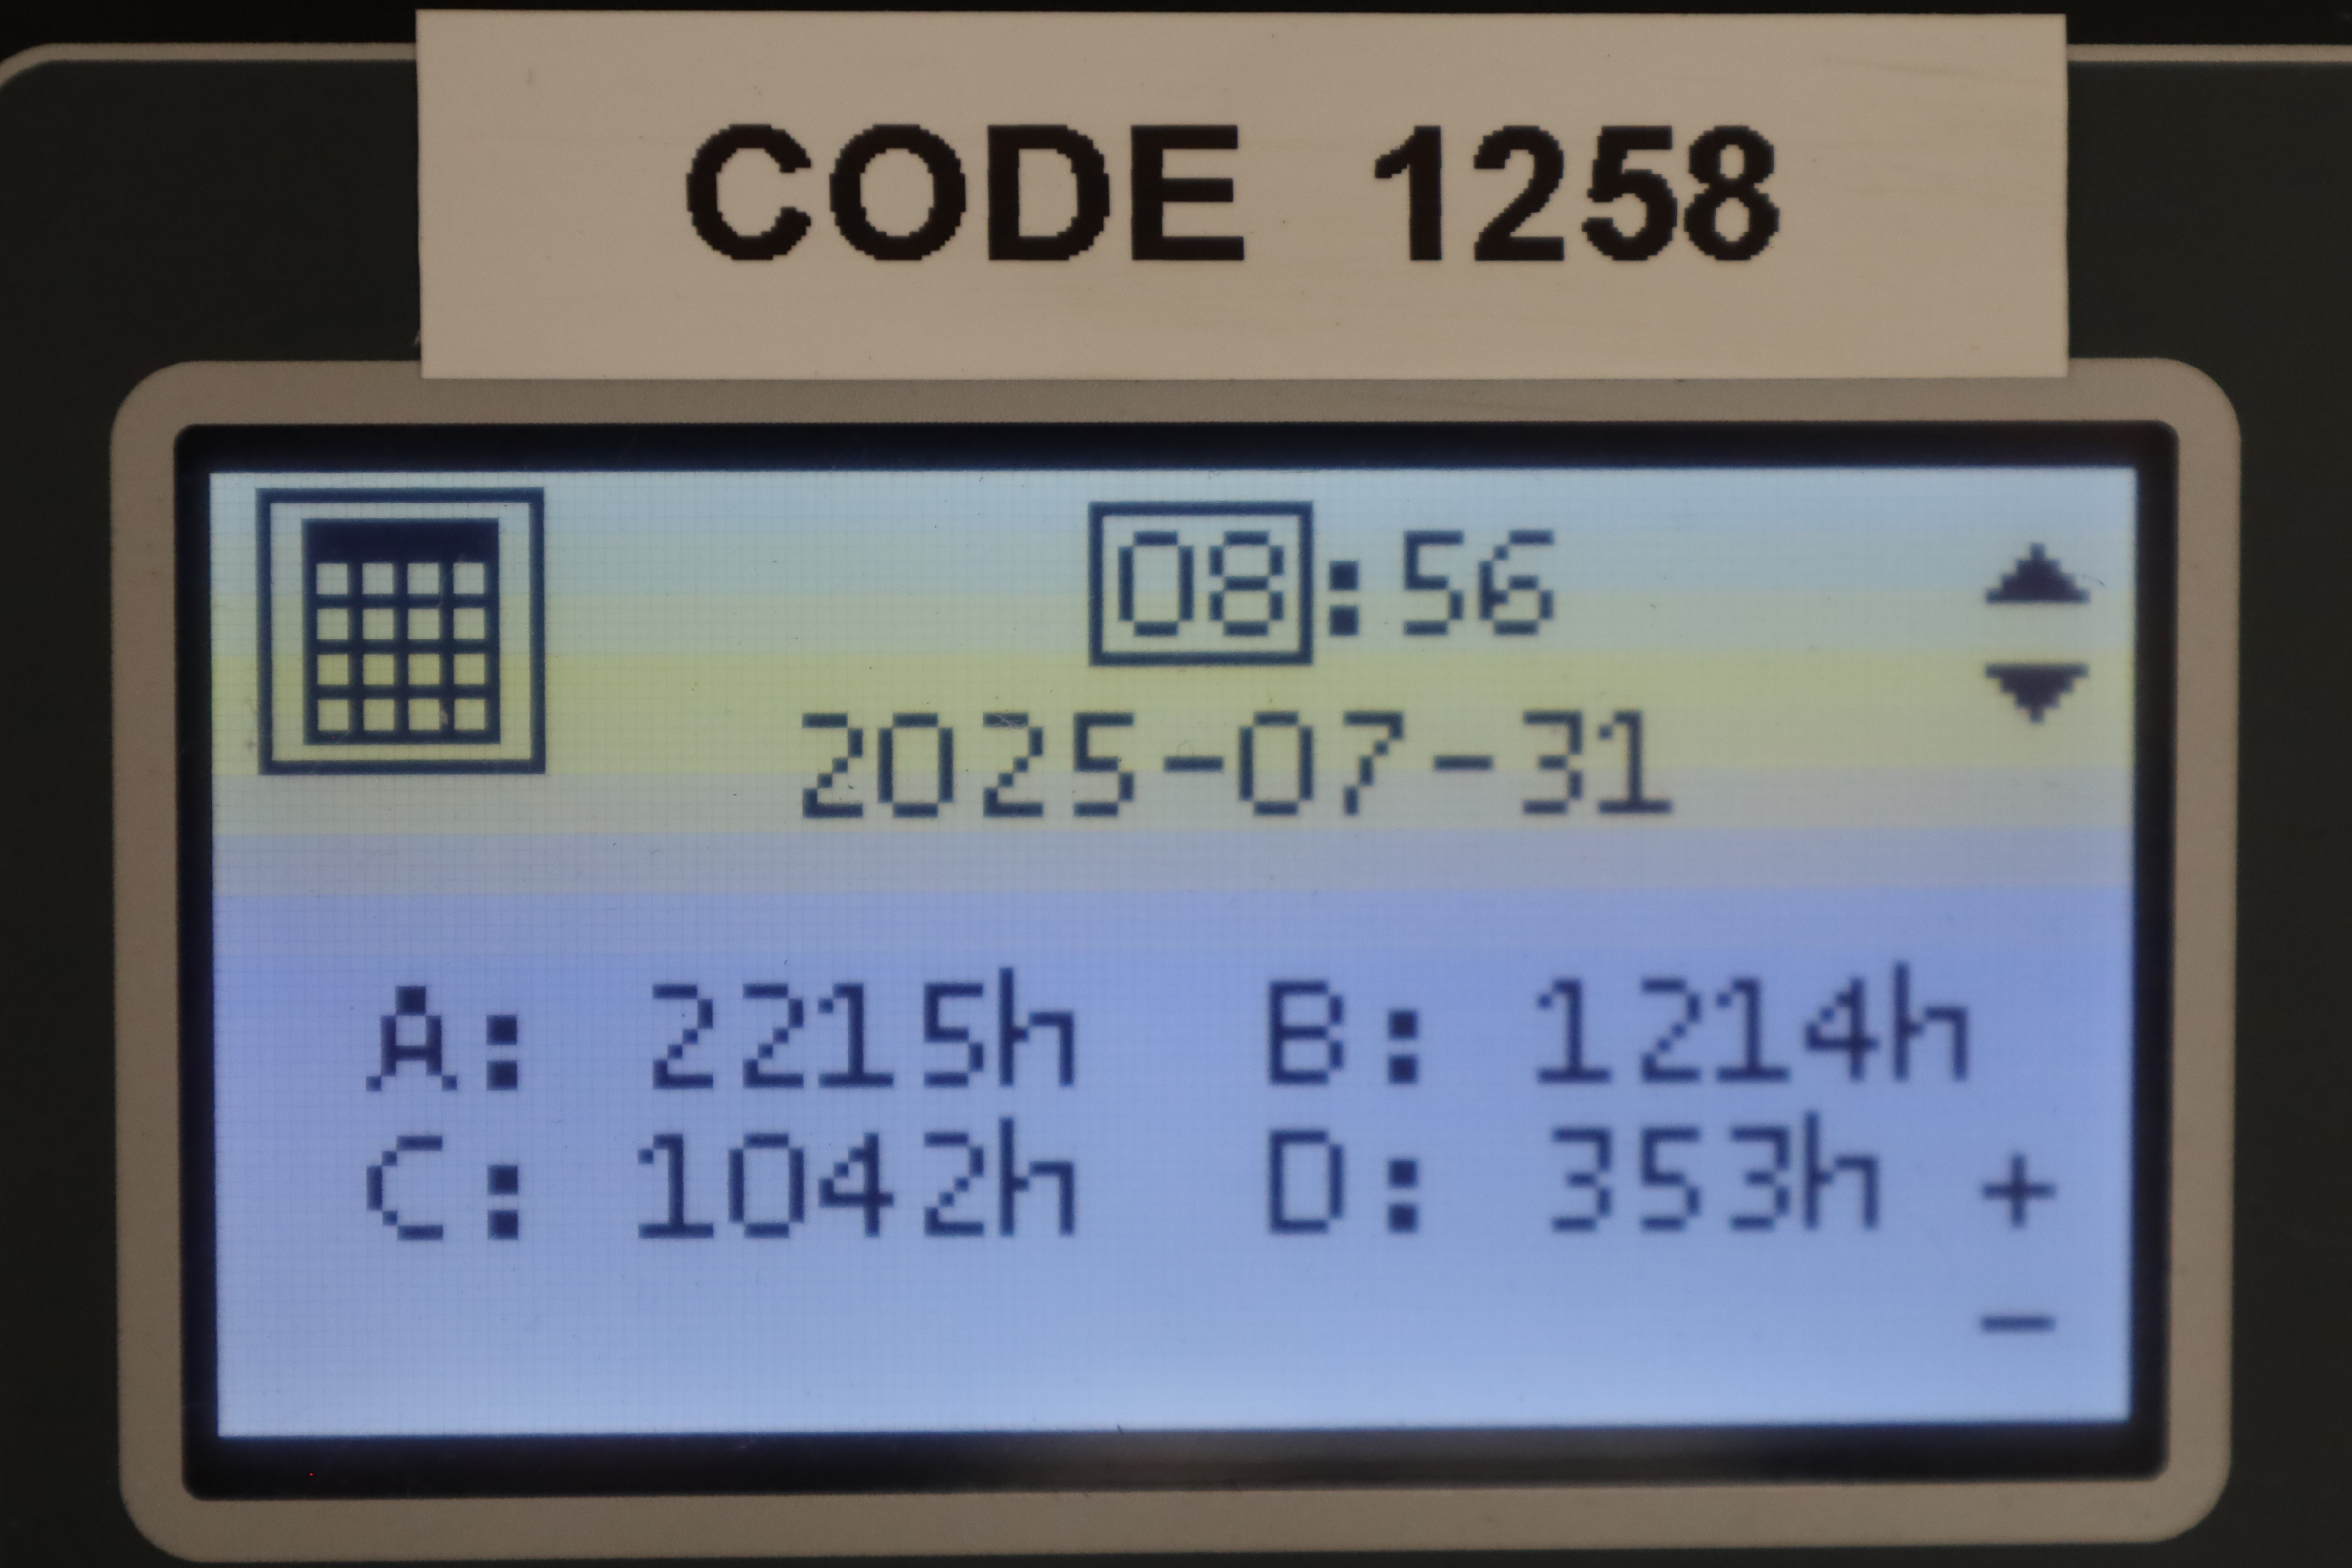 CODE 1258
08:56
2025-07-31
A: 2215h B: 1214h
C: 1042h D: 353h +
−